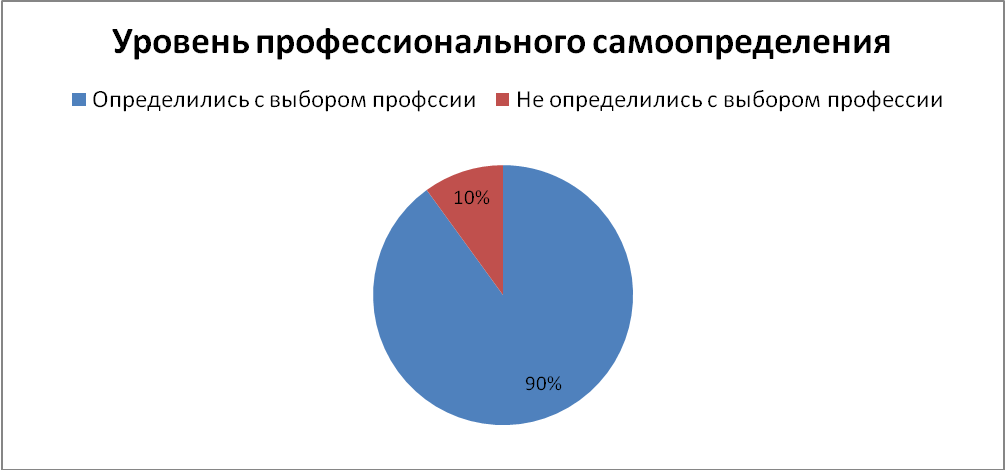 Уровень профессионального самоопределения
Определились с выбором профссии Не определились с выбором профессии
10%
90%